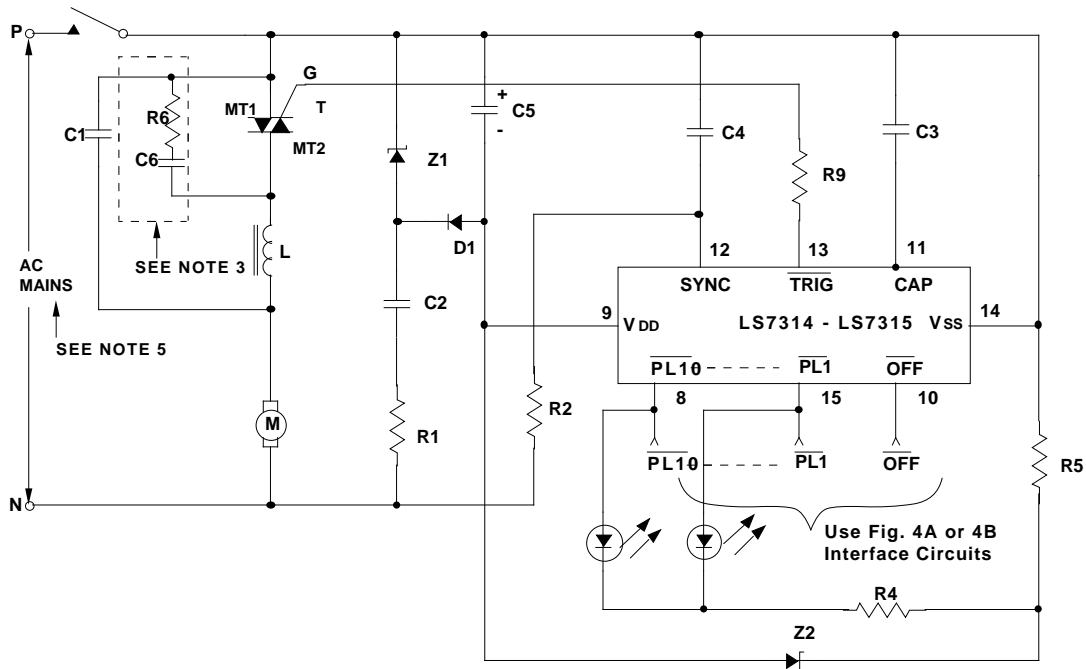 P
G
T
+
C5
-
MT1
MT2
C1
R6
C6
Z1
C4
C3
R9
D1
L
SEE NOTE 3
AC
MAINS
SEE NOTE 5
C2
12
13
11
SYNC
TRIG
CAP
9
VDD
LS7314 - LS7315
VSS
14
PL10 - - - - - PL1
OFF
8
15
10
R1
R2
M
PL10 - - - - - PL1
OFF
R5
N
Use Fig. 4A or 4B
Interface Circuits
R4
Z2